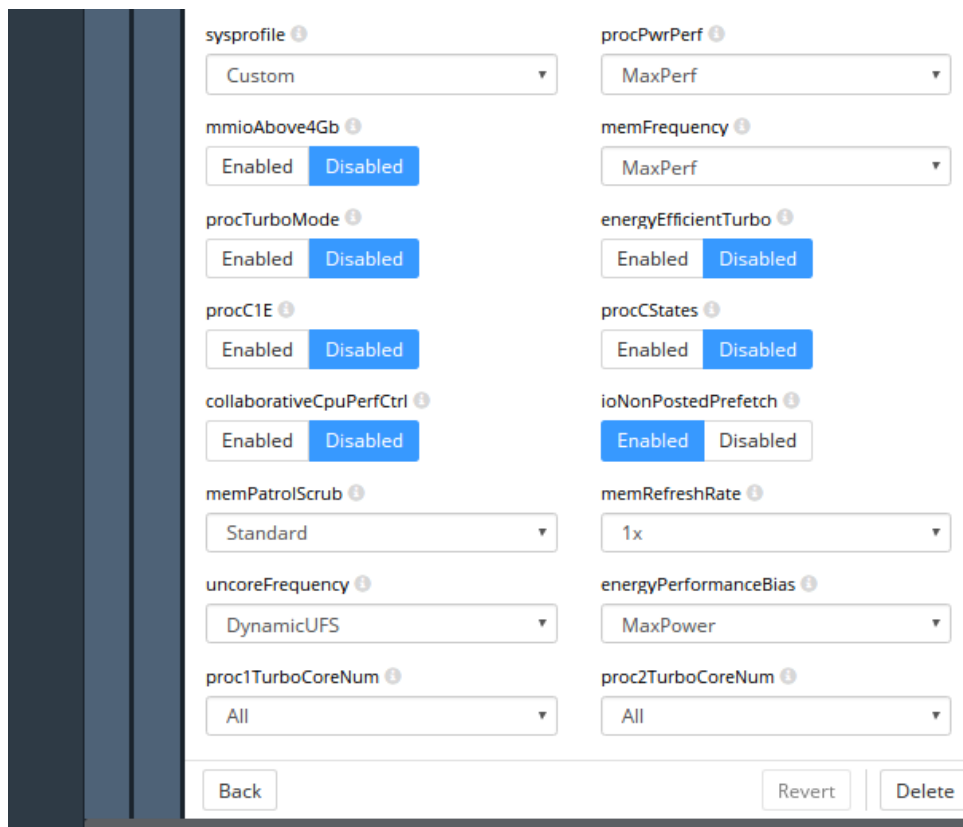 sysprofile
procPwrPerf
Custom
MaxPerf
mmioAbove4Gb
memFrequency
Enabled Disabled
MaxPerf
procTurboMode
energyEfficientTurbo
Enabled Disabled
Enabled Disabled
procC1E
procCStates
Enabled Disabled
Enabled Disabled
collaborativeCpuPerfCtrl
ioNonPostedPrefetch
Enabled Disabled
Enabled Disabled
memPatrolScrub
memRefreshRate
Standard
1x
uncoreFrequency
energyPerformanceBias
DynamicUFS
MaxPower
proc1TurboCoreNum
proc2TurboCoreNum
All
All
Back
Revert
Delete